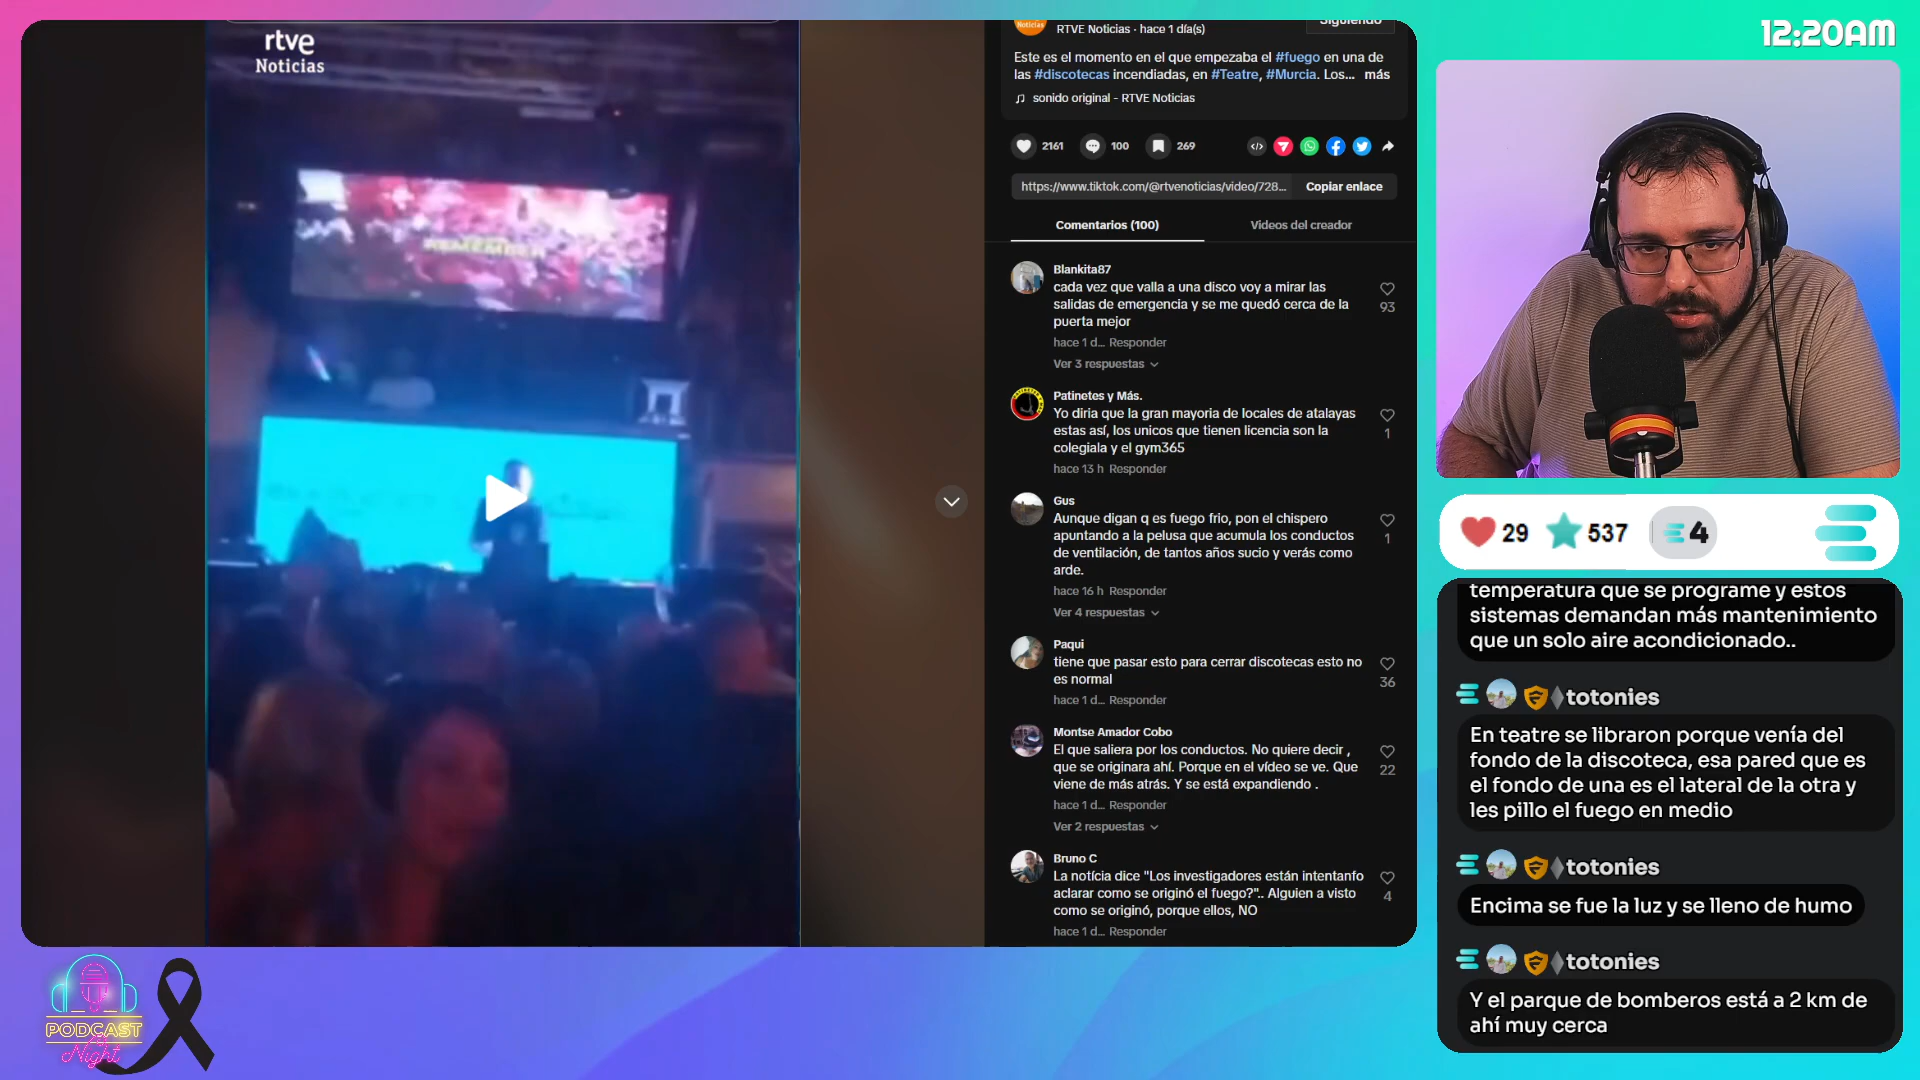 rtve
Noticias
REMEMBER
RTVE Noticias · hace 1 día(s)
Siguiendo
Este es el momento en el que empezaba el #fuego en una de
las #discotecas incendiadas, en #Teatre, #Murcia. Los... más
sonido original - RTVE Noticias
2161
100
269
https://www.tiktok.com/@rtvenoticias/video/728...
Copiar enlace
Comentarios (100)
Videos del creador
Blankita87
cada vez que valla a una disco voy a mirar las
salidas de emergencia y se me quedó cerca de la
puerta mejor
93
hace 1 d... Responder
Ver 3 respuestas
Patinetes y Más.
Yo diria que la gran mayoria de locales de atalayas
estas así, los unicos que tienen licencia son la
colegiala y el gym365
1
hace 13 h Responder
Gus
Aunque digan q es fuego frio, pon el chispero
apuntando a la pelusa que acumula los conductos
de ventilación, de tantos años sucio y verás como
arde.
1
hace 16 h Responder
Ver 4 respuestas
Paqui
tiene que pasar esto para cerrar discotecas esto no
es normal
36
hace 1 d... Responder
Montse Amador Cobo
El que saliera por los conductos. No quiere decir ,
que se originara ahí. Porque en el vídeo se ve. Que
viene de más atrás. Y se está expandiendo .
22
hace 1 d... Responder
Ver 2 respuestas
Bruno C
La notícia dice "Los investigadores están intentanfo
aclarar como se originó el fuego?".. Alguien a visto
como se originó, porque ellos, NO
4
hace 1 d... Responder
12:20AM
29
537
4
temperatura que se programe y estos
sistemas demandan más mantenimiento
que un solo aire acondicionado..
totonies
En teatre se libraron porque venía del
fondo de la discoteca, esa pared que es
el fondo de una es el lateral de la otra y
les pillo el fuego en medio
totonies
Encima se fue la luz y se lleno de humo
totonies
Y el parque de bomberos está a 2 km de
ahí muy cerca
PODCAST
Night